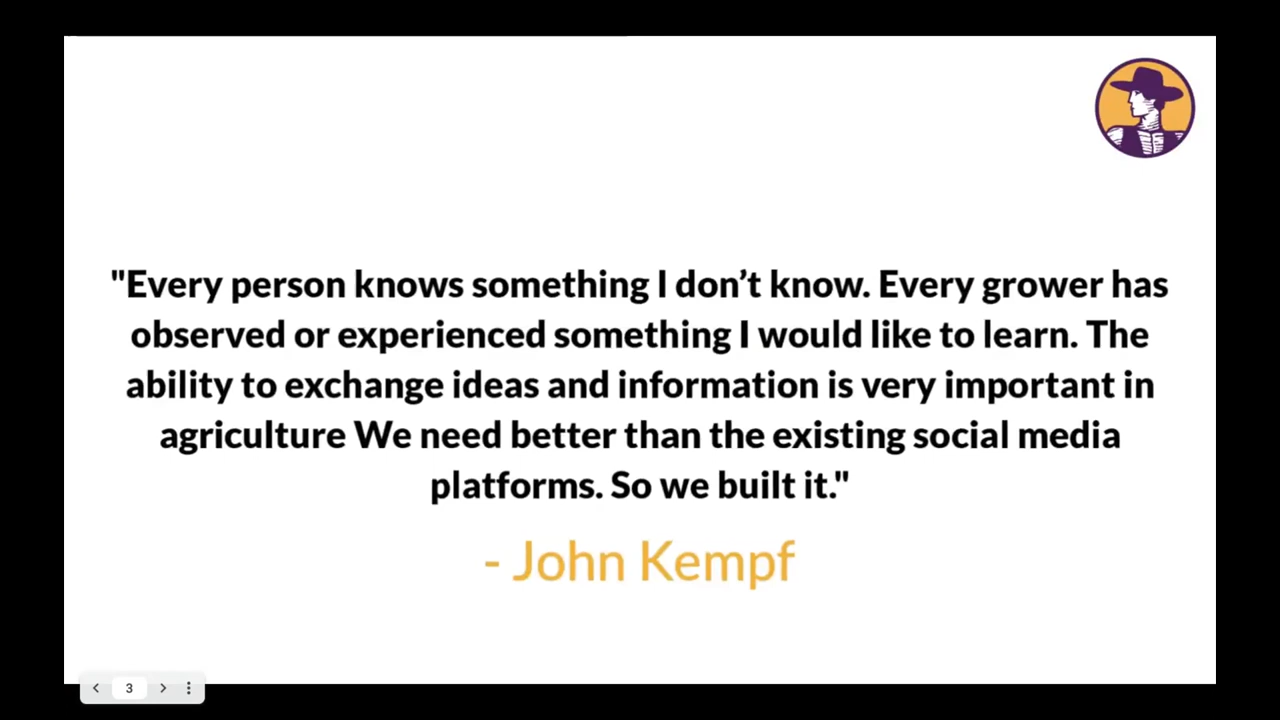 "Every person knows something I don’t know. Every grower has
observed or experienced something I would like to learn. The
ability to exchange ideas and information is very important in
agriculture We need better than the existing social media
platforms. So we built it."
- John Kempf
3